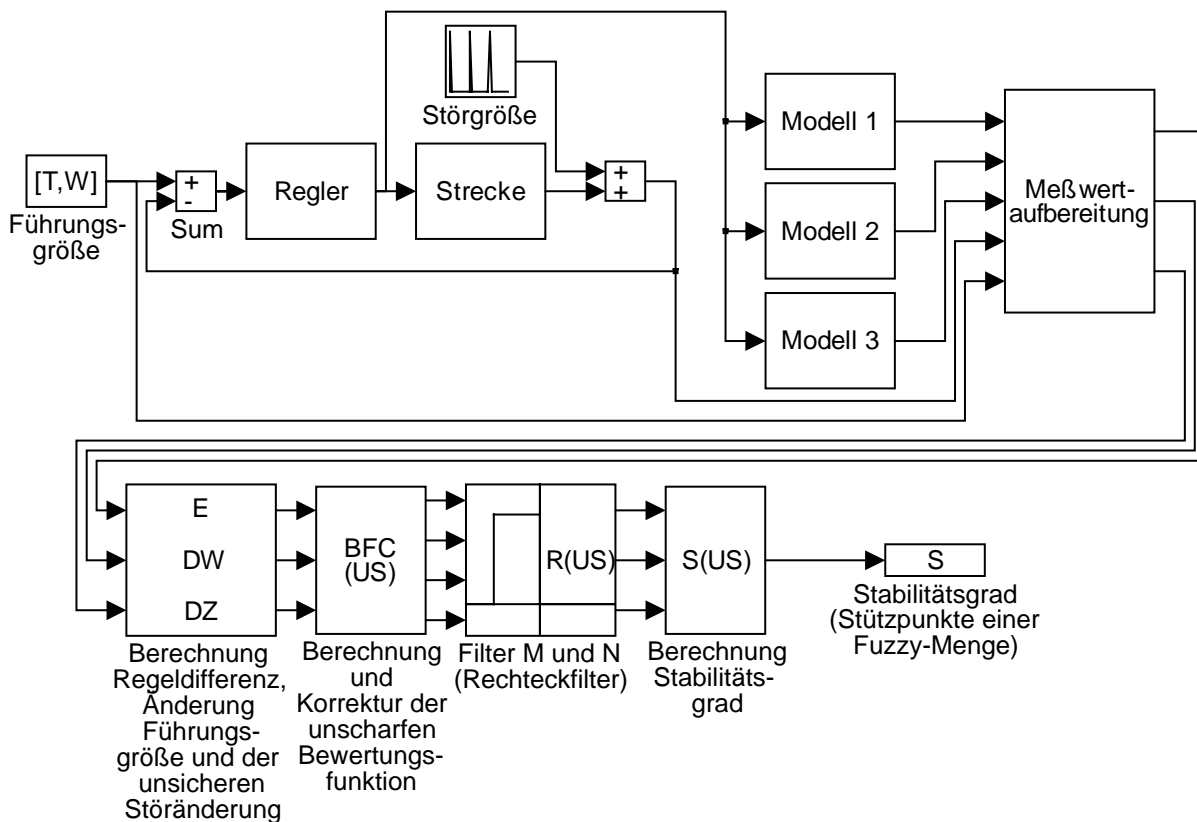 Störgröße
[T,W]
Führungs-
größe
+
-
Sum
Regler
Strecke
+
+
Modell 1
Modell 2
Modell 3
Meßwert-
aufbereitung
E
DW
DZ
Berechnung
Regeldifferenz,
Änderung
Führungs-
größe und der
unsicheren
Störänderung
BFC
(US)
Berechnung
und
Korrektur der
unscharfen
Bewertungs-
funktion
R(US)
Filter M und N
(Rechteckfilter)
S(US)
Berechnung
Stabilitäts-
grad
S
Stabilitätsgrad
(Stützpunkte einer
Fuzzy-Menge)